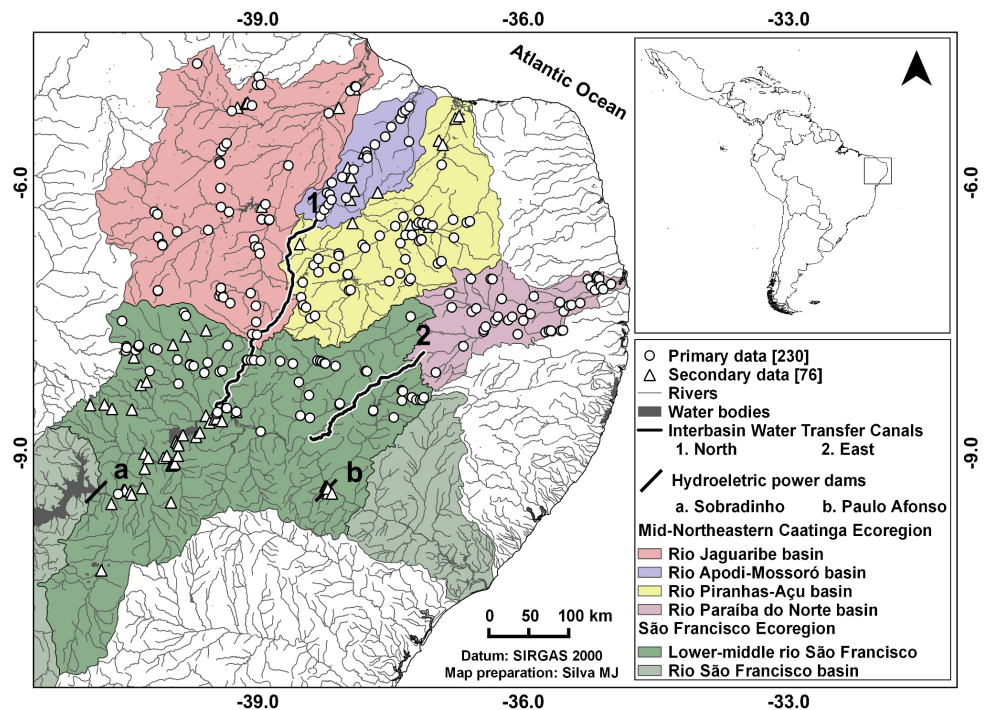 -39.0 -36.0 -33.0
Atlantic Ocean
-6.0 -6.0
1
2
-9.0 -9.0
a
b
Primary data [230]
Secondary data [76]
Rivers
Water bodies
Interbasin Water Transfer Canals
1. North 2. East
Hydroeletric power dams
a. Sobradinho b. Paulo Afonso
Mid-Northeastern Caatinga Ecoregion
Rio Jaguaribe basin
Rio Apodi-Mossoró basin
Rio Piranhas-Açu basin
Rio Paraíba do Norte basin
São Francisco Ecoregion
Lower-middle rio São Francisco
Rio São Francisco basin
0 50 100 km
Datum: SIRGAS 2000
Map preparation: Silva MJ
-39.0 -36.0 -33.0